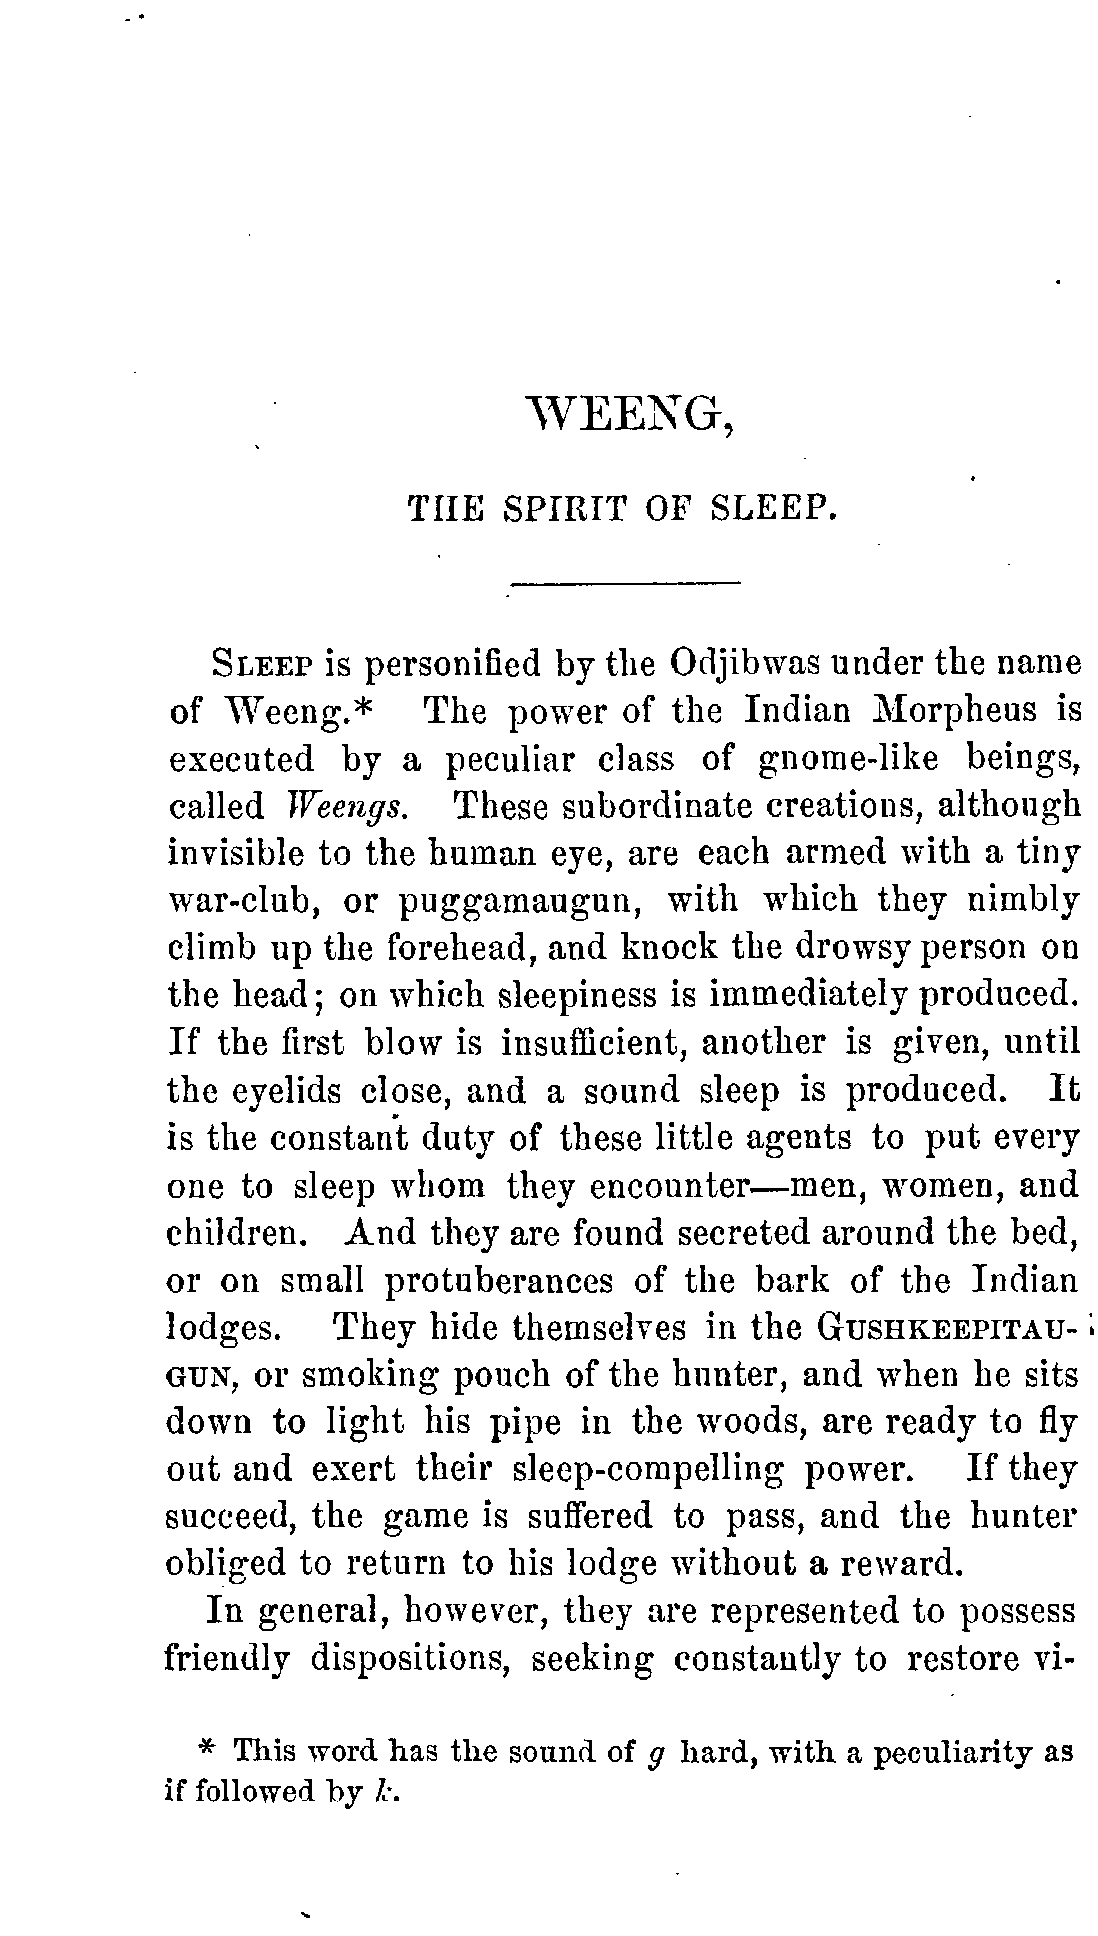 WEENG,
THE SPIRIT OF SLEEP.
SLEEP is personified by the Odjibwas under the name
of Weeng.* The power of the Indian Morpheus is
executed by a peculiar class of gnome-like beings,
called Weengs. These subordinate creations, although
invisible to the human eye, are each armed with a tiny
war-club, or puggamaugun, with which they nimbly
climb up the forehead, and knock the drowsy person on
the head; on which sleepiness is immediately produced.
If the first blow is insufficient, another is given, until
the eyelids close, and a sound sleep is produced. It
is the constant duty of these little agents to put every
one to sleep whom they encounter—men, women, and
children. And they are found secreted around the bed,
or on small protuberances of the bark of the Indian
lodges. They hide themselves in the GUSHKEEPITAU-
GUN, or smoking pouch of the hunter, and when he sits
down to light his pipe in the woods, are ready to fly
out and exert their sleep-compelling power. If they
succeed, the game is suffered to pass, and the hunter
obliged to return to his lodge without a reward.
In general, however, they are represented to possess
friendly dispositions, seeking constantly to restore vi-
* This word has the sound of g hard, with a peculiarity as
if followed by k.